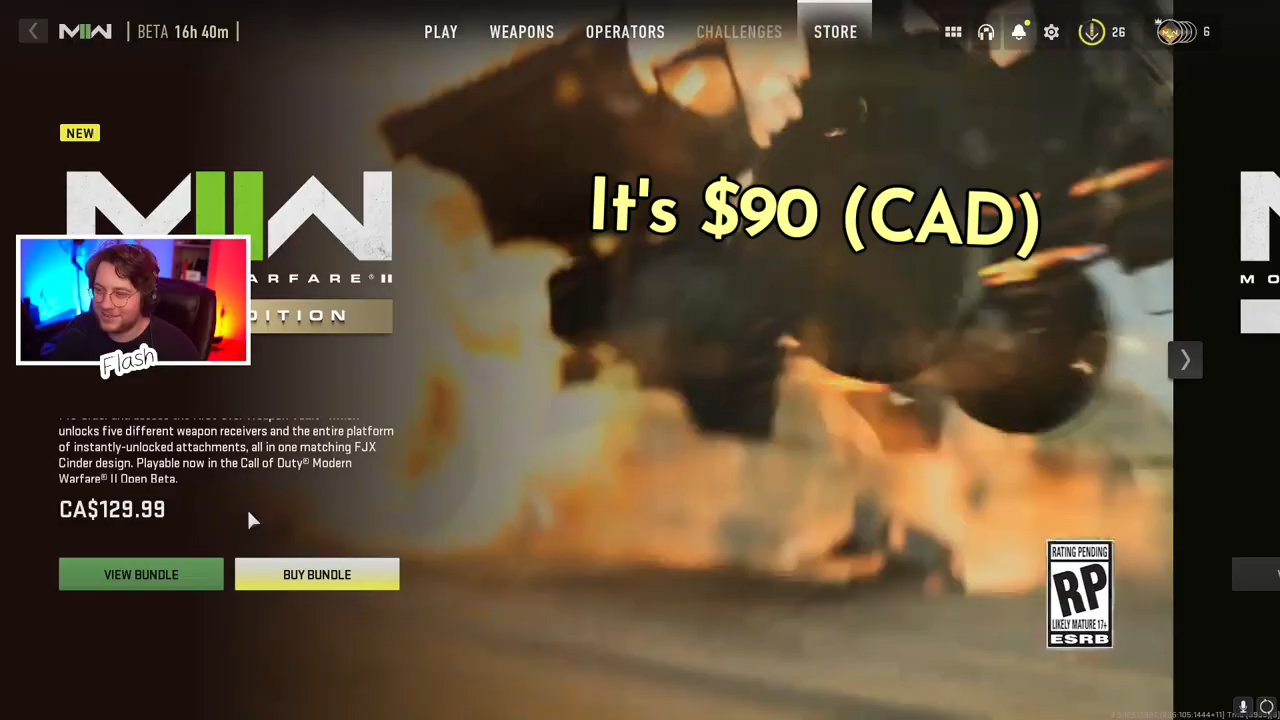 MW
BETA 16h 40m
PLAY
WEAPONS
OPERATORS
CHALLENGES
STORE
26
6
NEW
It's $90 (CAD)
ARFARE® II
DITION
MO
Flash
unlocks five different weapon receivers and the entire platform
of instantly-unlocked attachments, all in one matching FJX
Cinder design. Playable now in the Call of Duty® Modern
Warfare® II Open Beta.
CA$129.99
VIEW BUNDLE
BUY BUNDLE
RATING PENDING
RP
LIKELY MATURE 17+
ESRB